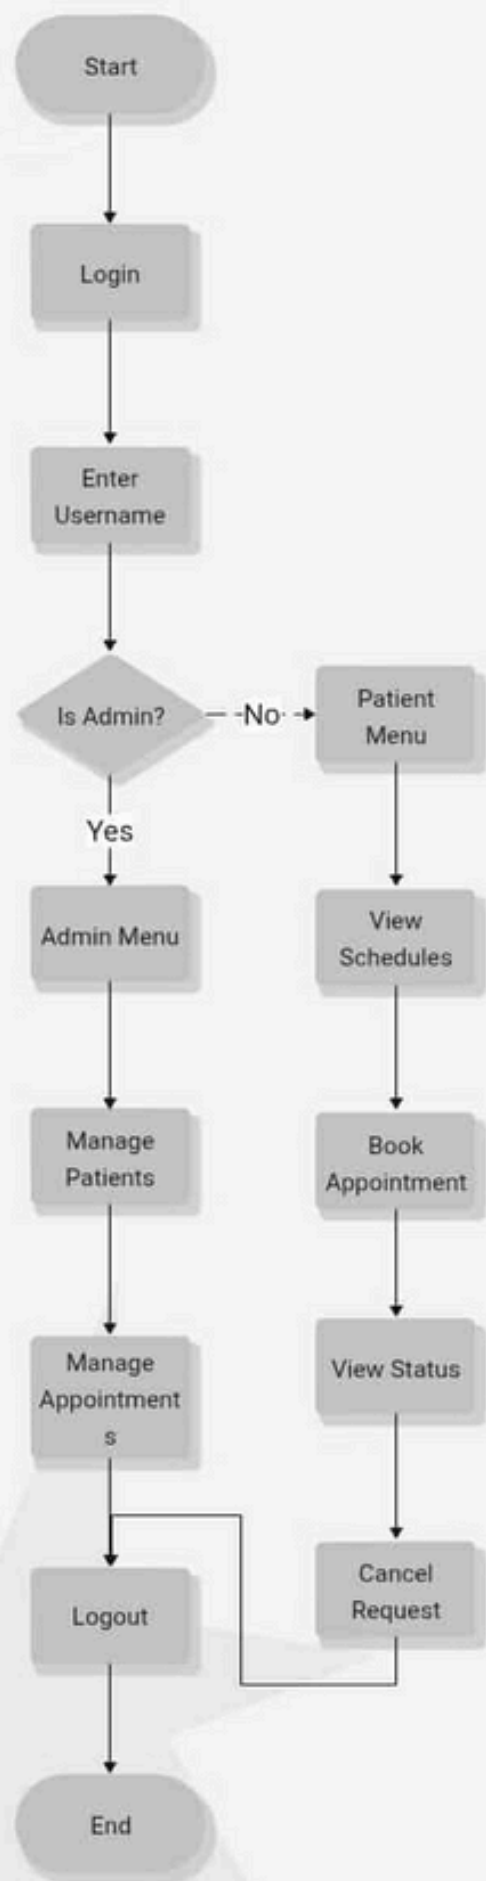 Start
Login
Enter
Username
Is Admin?
No
Patient
Menu
Yes
Admin Menu
View
Schedules
Manage
Patients
Book
Appointment
Manage
Appointment
s
View Status
Cancel
Request
Logout
End